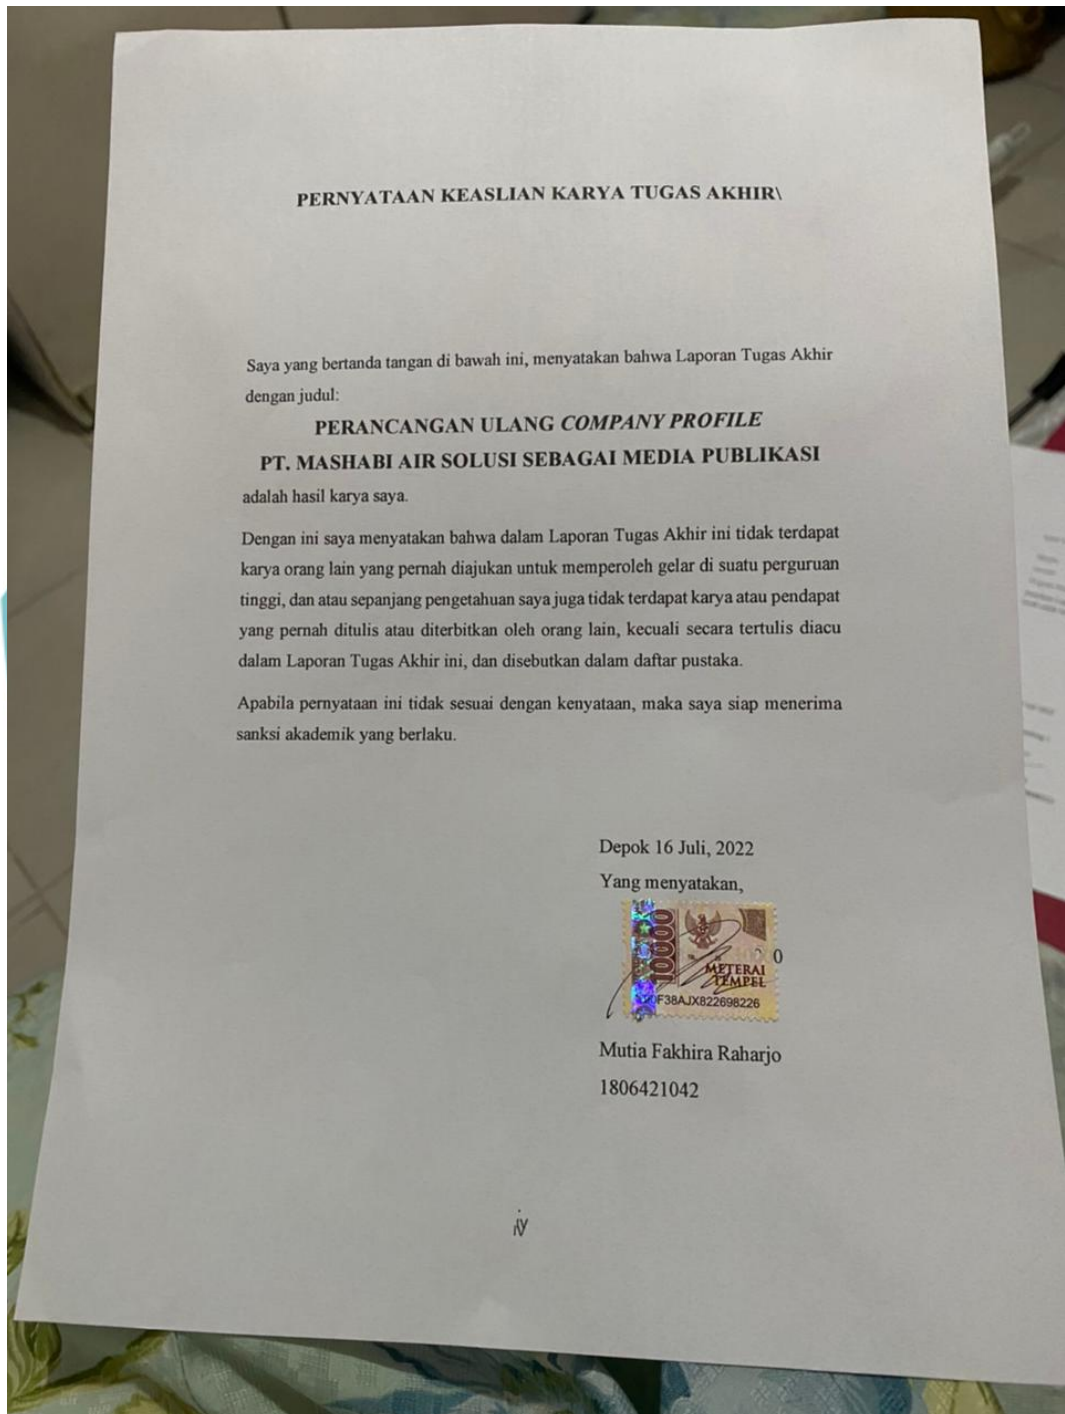 PERNYATAAN KEASLIAN KARYA TUGAS AKHIR\
Saya yang bertanda tangan di bawah ini, menyatakan bahwa Laporan Tugas Akhir
dengan judul:
PERANCANGAN ULANG COMPANY PROFILE
PT. MASHABI AIR SOLUSI SEBAGAI MEDIA PUBLIKASI
adalah hasil karya saya.
Dengan ini saya menyatakan bahwa dalam Laporan Tugas Akhir ini tidak terdapat
karya orang lain yang pernah diajukan untuk memperoleh gelar di suatu perguruan
tinggi, dan atau sepanjang pengetahuan saya juga tidak terdapat karya atau pendapat
yang pernah ditulis atau diterbitkan oleh orang lain, kecuali secara tertulis diacu
dalam Laporan Tugas Akhir ini, dan disebutkan dalam daftar pustaka.
Apabila pernyataan ini tidak sesuai dengan kenyataan, maka saya siap menerima
sanksi akademik yang berlaku.
Depok 16 Juli, 2022
Yang menyatakan,
10000
METERAI
TEMPEL
Mutia Fakhira Raharjo
1806421042
iv